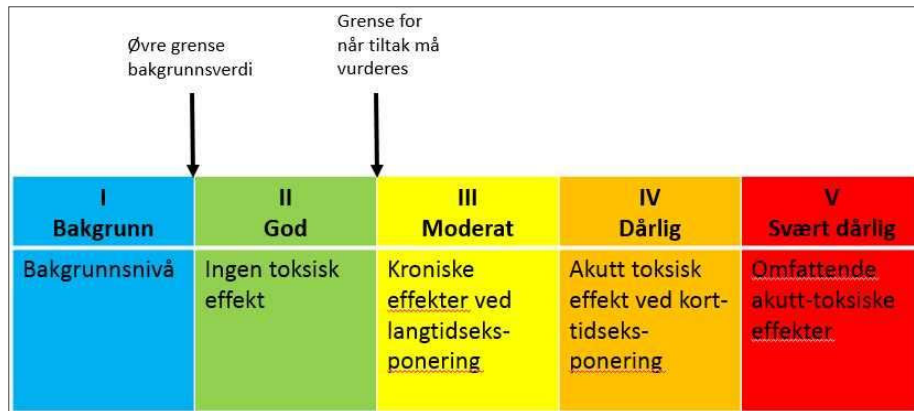 Øvre grense
bakgrunnsverdi
Grense for
når tiltak må
vurderes
I
Bakgrunn
II
God
III
Moderat
IV
Dårlig
V
Svært dårlig
Bakgrunnsnivå
Ingen toksisk
effekt
Kroniske
effekter ved
langtidseks-
ponering
Akutt toksisk
effekt ved kort-
tidseks-
ponering
Omfattende
akutt-toksiske
effekter